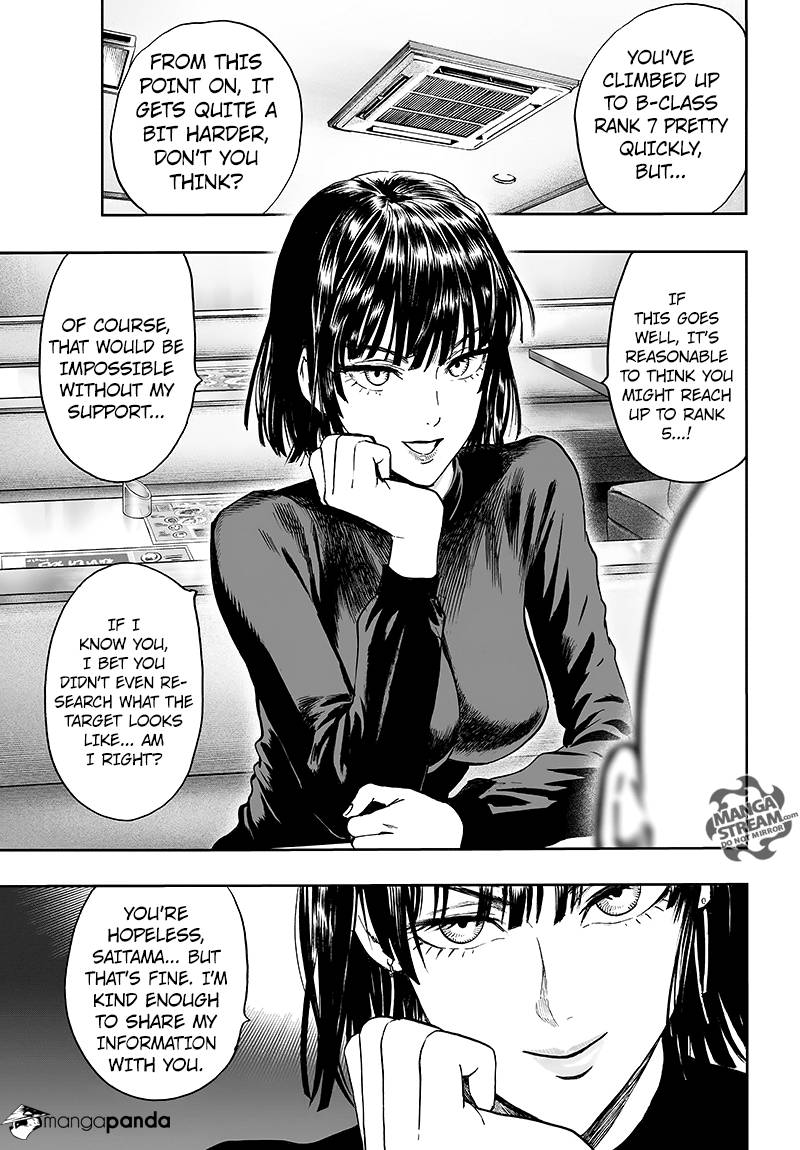 YOU'VE
CLIMBED UP
TO B-CLASS
RANK 7 PRETTY
QUICKLY,
BUT...
FROM THIS
POINT ON, IT
GETS QUITE A
BIT HARDER,
DON'T YOU
THINK?
IF
THIS GOES
WELL, IT'S
REASONABLE
TO THINK YOU
MIGHT REACH
UP TO RANK
5...!
OF COURSE,
THAT WOULD BE
IMPOSSIBLE
WITHOUT MY
SUPPORT...
IF I
KNOW YOU,
I BET YOU
DIDN'T EVEN RE-
SEARCH WHAT THE
TARGET LOOKS
LIKE... AM
I RIGHT?
MANGA
STREAM.com
DO NOT MIRROR
YOU'RE
HOPELESS,
SAITAMA... BUT
THAT'S FINE. I'M
KIND ENOUGH
TO SHARE MY
INFORMATION
WITH YOU.
mangapanda